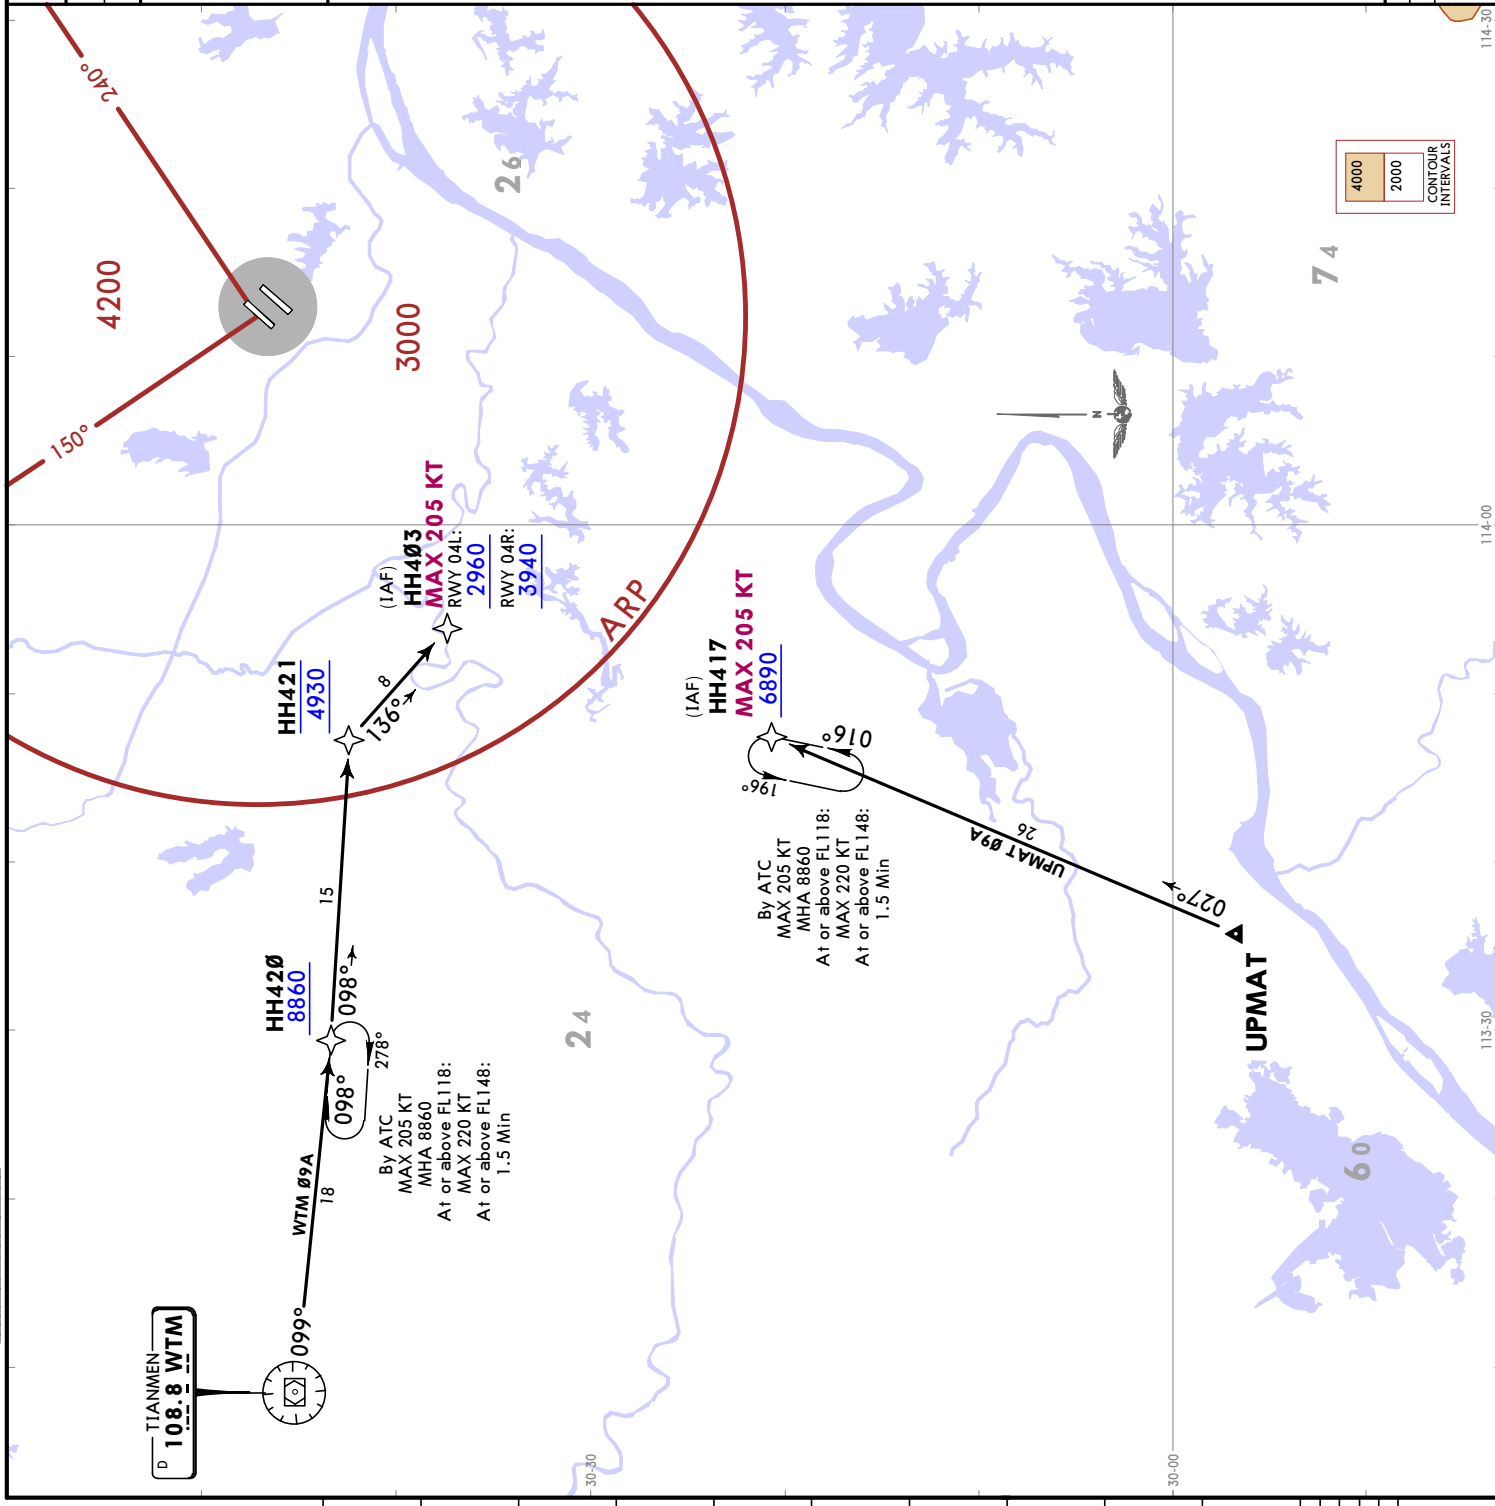 240°
4200
150°
3000
26
ARP
(IAF)
HH4Ø3
MAX 205 KT
RWY 04L:
2960
RWY 04R:
3940
HH421
4930
8
136°
15
HH42Ø
8860
098°
098°
278°
By ATC
MAX 205 KT
MHA 8860
At or above FL118:
MAX 220 KT
At or above FL148:
1.5 Min
WTM Ø9A
18
099°
TIANMEN
D
108.8 WTM
24
(IAF)
HH417
MAX 205 KT
6890
016°
196°
By ATC
MAX 205 KT
MHA 8860
At or above FL118:
MAX 220 KT
At or above FL148:
1.5 Min
26
UPMAT Ø9A
027°
UPMAT
N
60
74
4000
2000
CONTOUR
INTERVALS
30-30
30-00
113-30
114-00
114-30